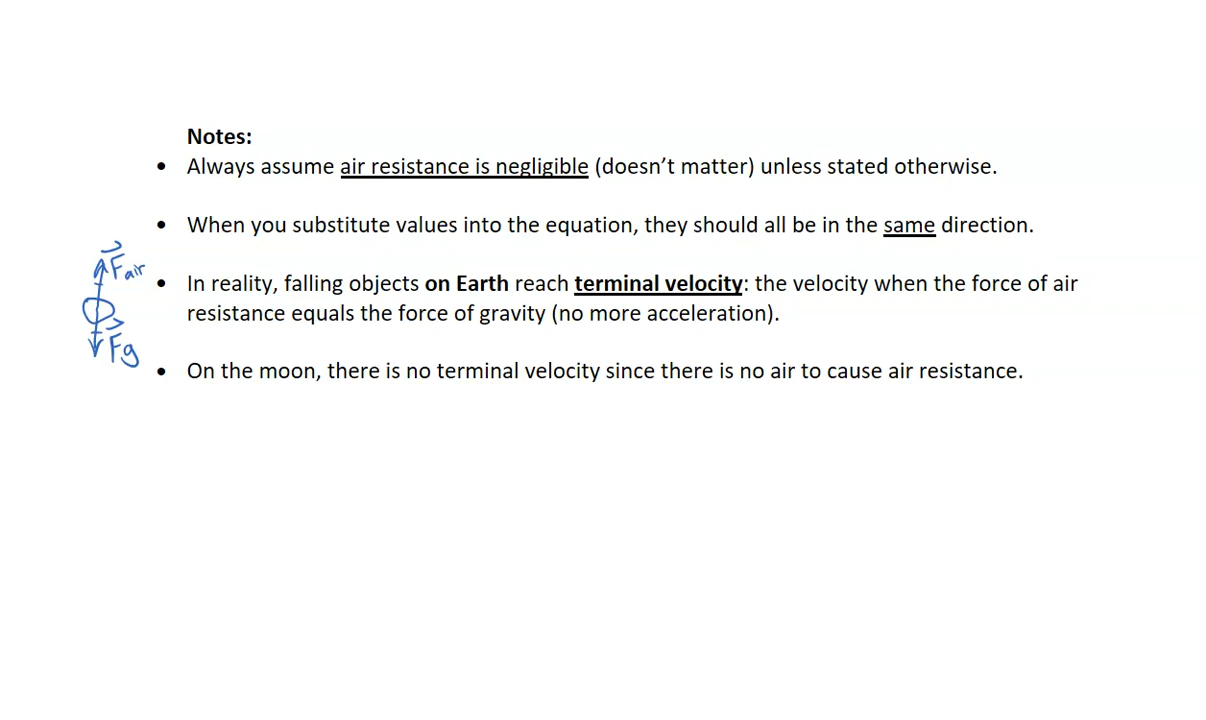 Notes:
• Always assume air resistance is negligible (doesn’t matter) unless stated otherwise.
• When you substitute values into the equation, they should all be in the same direction.
Fair
• In reality, falling objects on Earth reach terminal velocity: the velocity when the force of air
resistance equals the force of gravity (no more acceleration).
Fg
• On the moon, there is no terminal velocity since there is no air to cause air resistance.